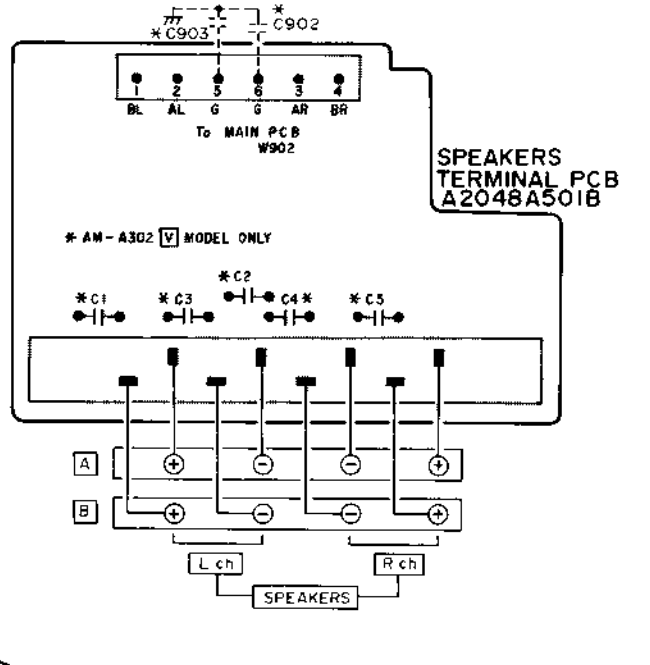 *
* C903
C902
1 2 5 6 3 4
BL AL G G AR BR
To MAIN PCB
W902
SPEAKERS
TERMINAL PCB
A2048A501B
* AM-A302 V MODEL ONLY
* C2
* C1 * C3 C4 * * C5
A + - - +
B + - - +
L ch R ch
SPEAKERS